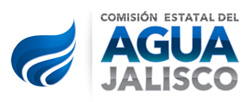 COMISIÓN ESTATAL DEL
AGUA
JALISCO